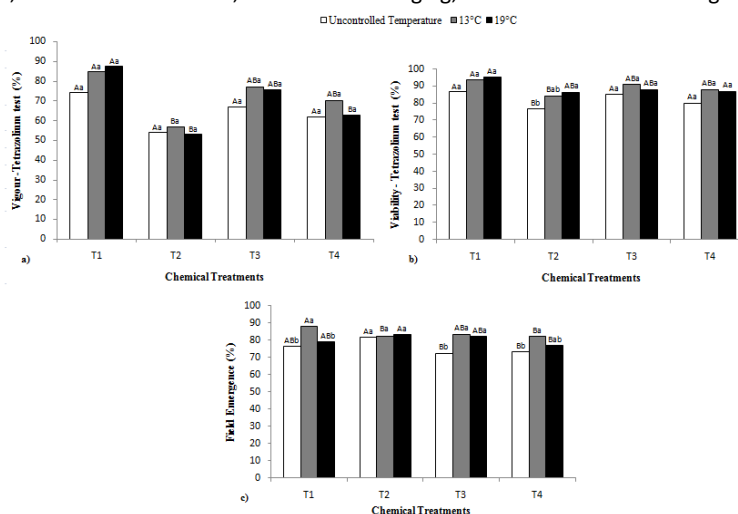 Uncontrolled Temperature 13°C 19°C
Vigour -Tetrazolium test (%)
100
90
80
70
60
50
40
30
20
10
0
Aa Aa Aa
Aa Ba Ba
Aa ABa ABa
Aa ABa Ba
T1 T2 T3 T4
a)
Chemical Treatments
Viability - Tetrazolium test (%)
100
90
80
70
60
50
40
30
20
10
0
Aa Aa Aa
Bb Bab ABa
Aa ABa ABa
Aa ABa Aa
T1 T2 T3 T4
b)
Chemical Treatments
Field Emergence (%)
100
90
80
70
60
50
40
30
20
10
0
ABb Aa ABb
Aa Ba Aa
Bb ABa ABa
Bb Ba Bab
T1 T2 T3 T4
c)
Chemical Treatments